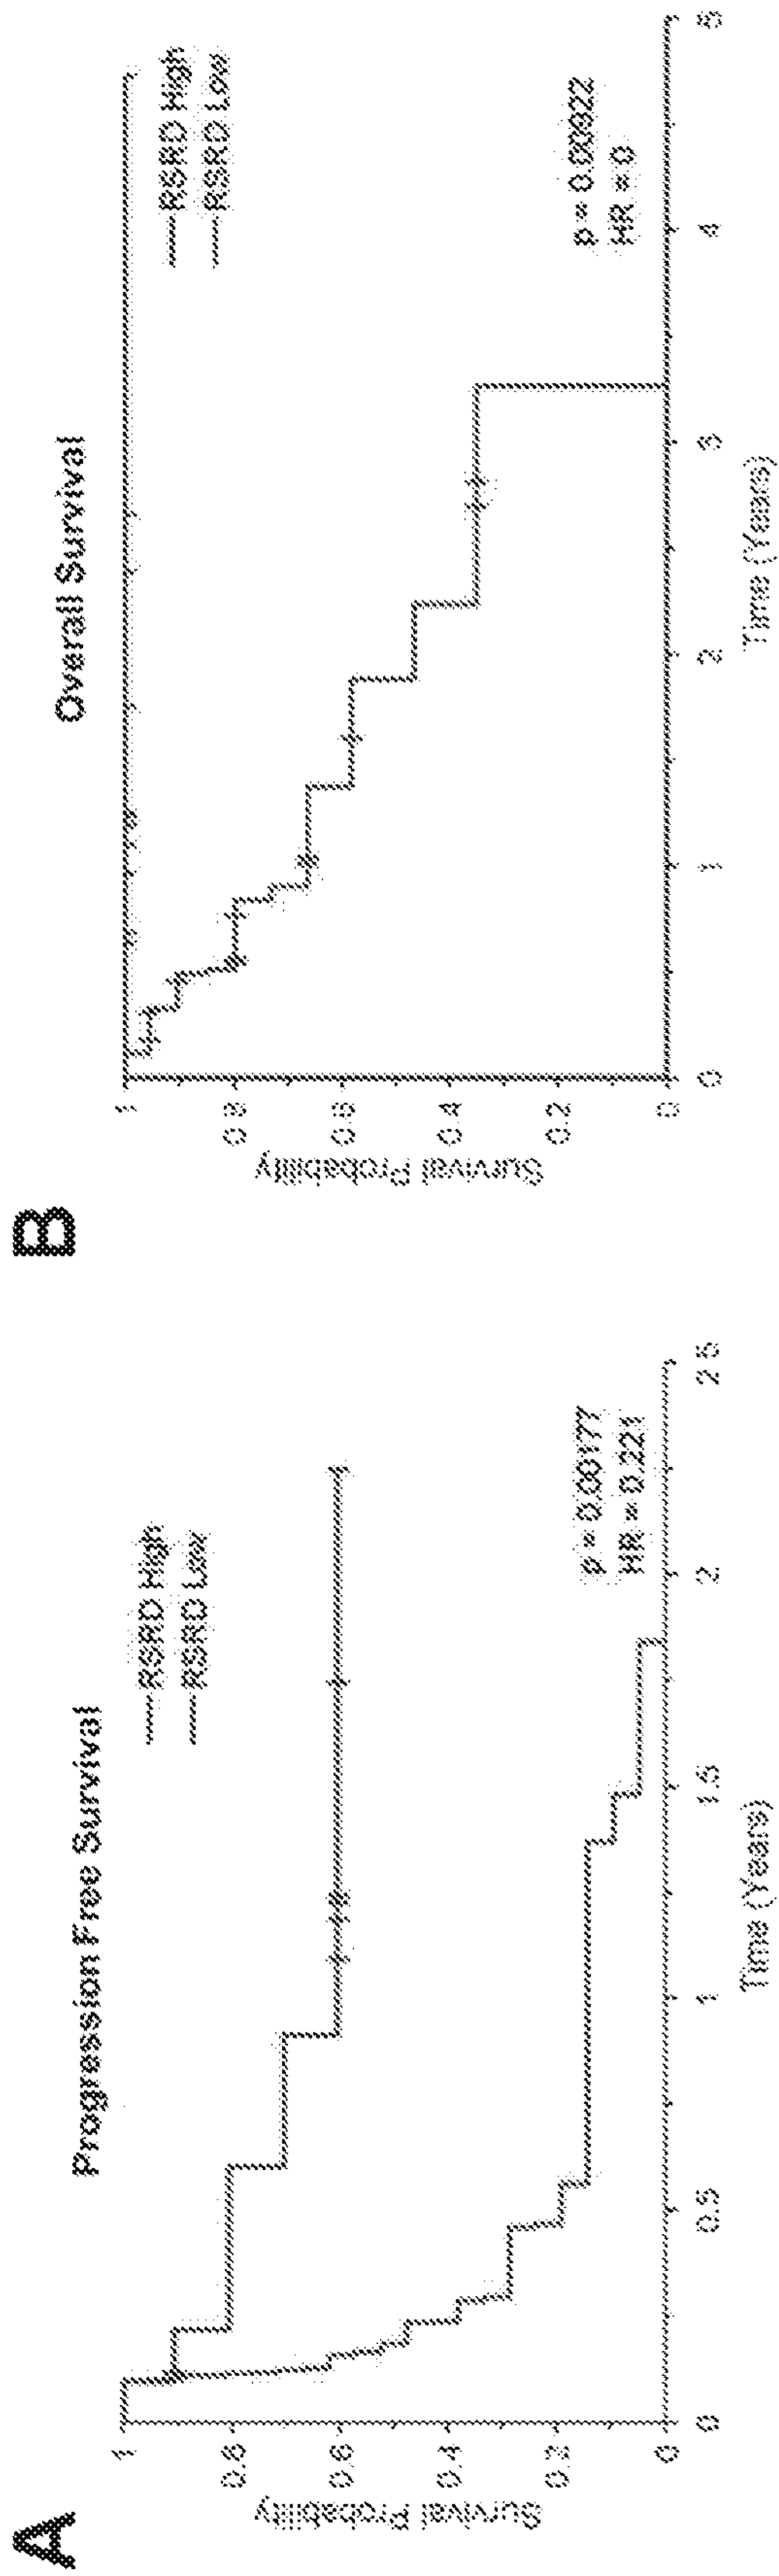 A
Progression Free Survival
RSRD High
RSRD Low
p = 0.00177
HR = 0.221
Survival Probability
1
0.8
0.6
0.4
0.2
0
0
0.5
1
1.5
2
2.5
Time (Years)
B
Overall Survival
RSRD High
RSRD Low
HR = 0
Survival Probability
1
0.8
0.6
0.4
0.2
0
0
1
2
3
4
5
Time (Years)